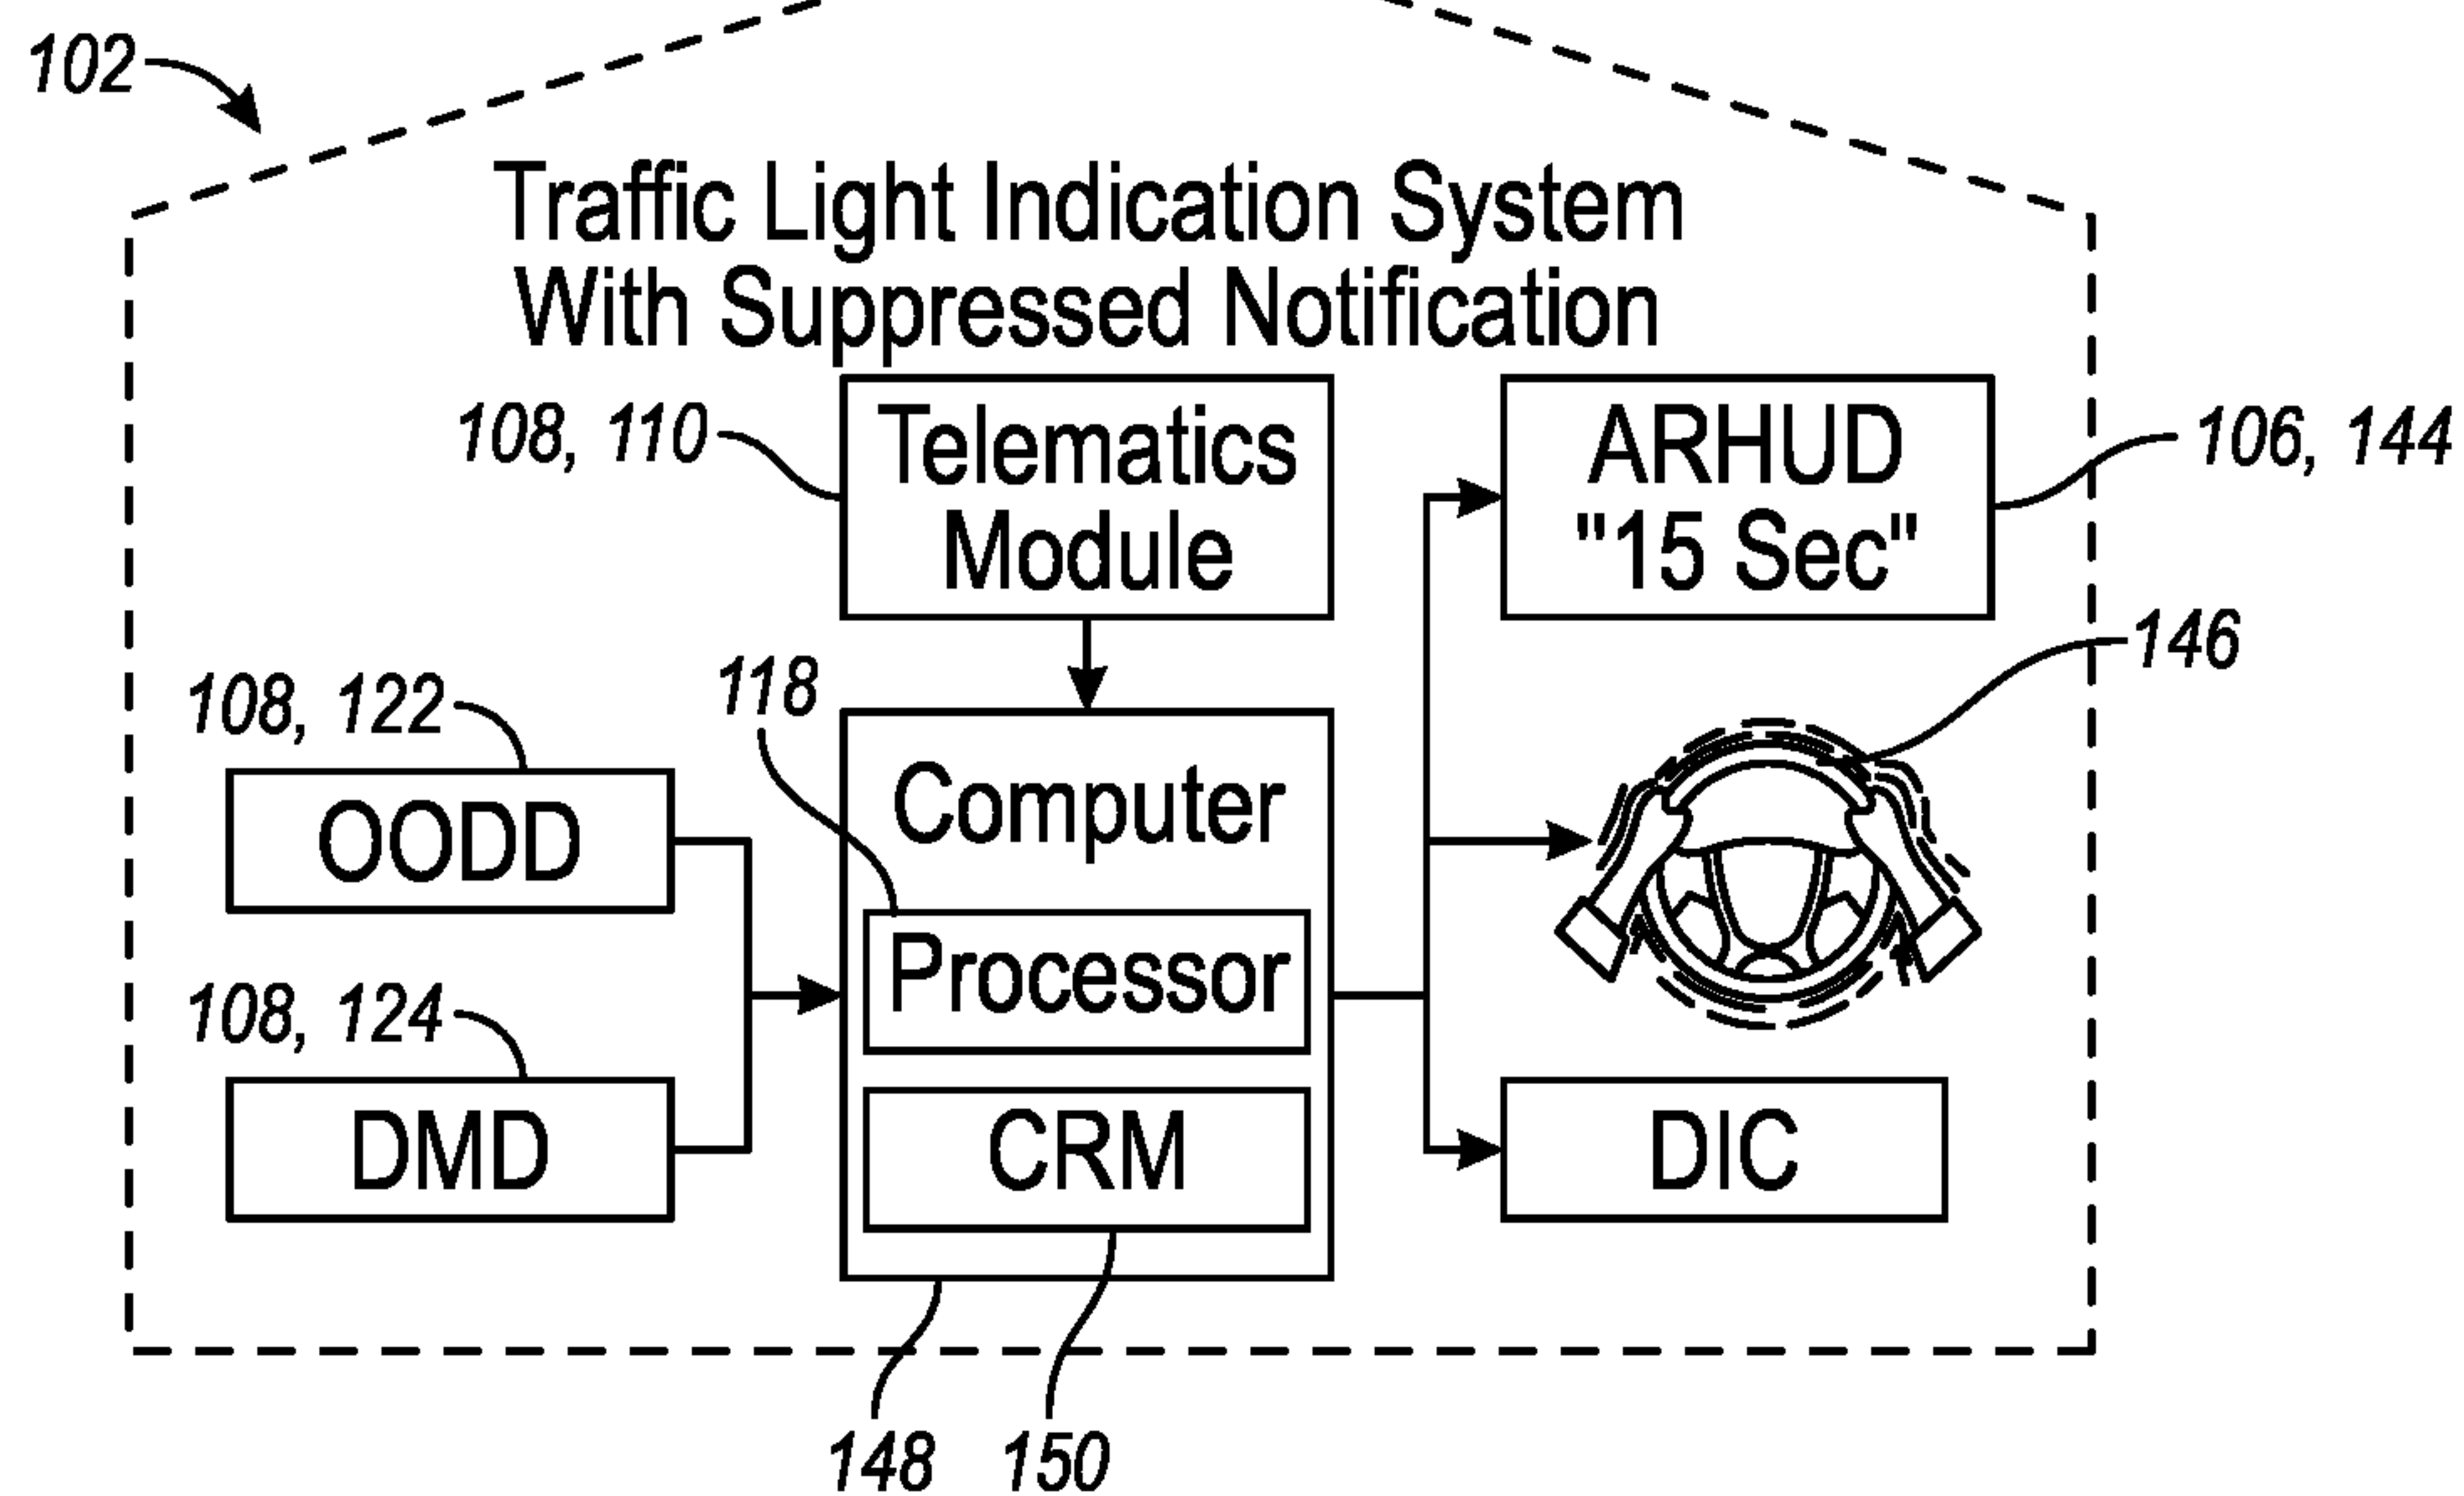 102
Traffic Light Indication System
With Suppressed Notification
108, 110
Telematics
Module
ARHUD
"15 Sec"
106, 144
146
118
108, 122
OODD
Computer
Processor
108, 124
DMD
CRM
DIC
148
150